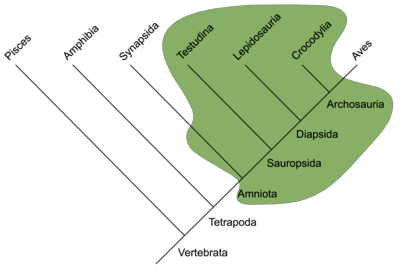 Pisces
Amphibia
Synapsida
Testudina
Lepidosauria
Crocodylia
Aves
Archosauria
Diapsida
Sauropsida
Amniota
Tetrapoda
Vertebrata